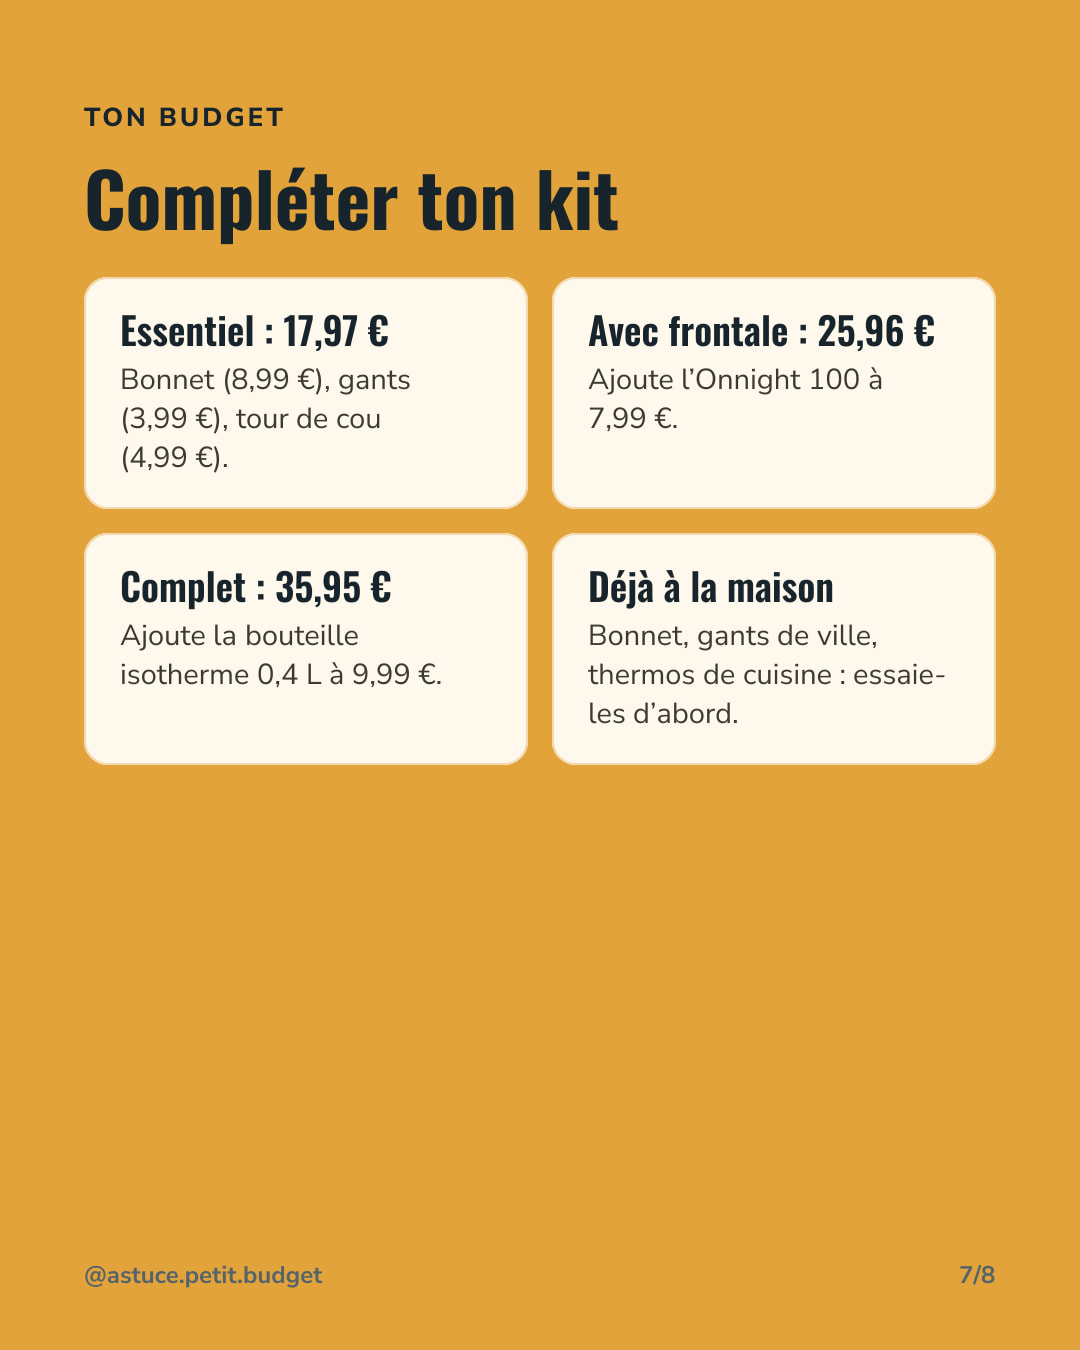 TON BUDGET
Compléter ton kit
Essentiel : 17,97 €
Bonnet (8,99 €), gants
(3,99 €), tour de cou
(4,99 €).
Avec frontale : 25,96 €
Ajoute l’Onnight 100 à
7,99 €.
Complet : 35,95 €
Ajoute la bouteille
isotherme 0,4 L à 9,99 €.
Déjà à la maison
Bonnet, gants de ville,
thermos de cuisine : essaie-
les d’abord.
@astuce.petit.budget
7/8